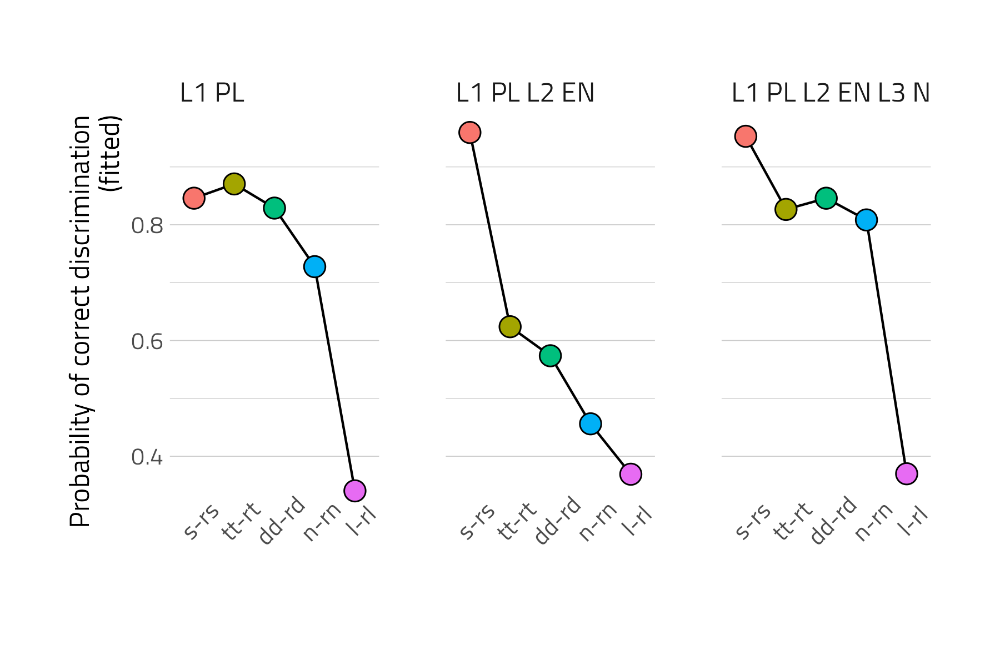 L1 PL
L1 PL L2 EN
L1 PL L2 EN L3 N
Probability of correct discrimination
(fitted)
0.8
0.6
0.4
s-rs
tt-rt
dd-rd
n-rn
l-rl
s-rs
tt-rt
dd-rd
n-rn
l-rl
s-rs
tt-rt
dd-rd
n-rn
l-rl